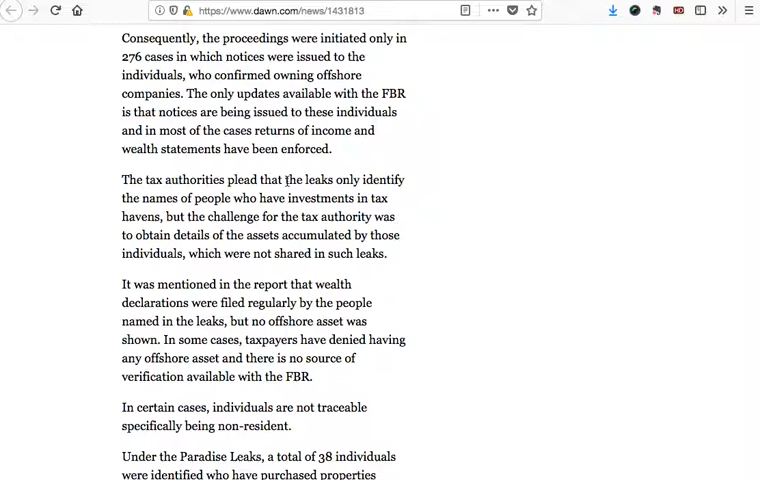 https://www.dawn.com/news/1431813
Consequently, the proceedings were initiated only in
276 cases in which notices were issued to the
individuals, who confirmed owning offshore
companies. The only updates available with the FBR
is that notices are being issued to these individuals
and in most of the cases returns of income and
wealth statements have been enforced.
The tax authorities plead that the leaks only identify
the names of people who have investments in tax
havens, but the challenge for the tax authority was
to obtain details of the assets accumulated by those
individuals, which were not shared in such leaks.
It was mentioned in the report that wealth
declarations were filed regularly by the people
named in the leaks, but no offshore asset was
shown. In some cases, taxpayers have denied having
any offshore asset and there is no source of
verification available with the FBR.
In certain cases, individuals are not traceable
specifically being non-resident.
Under the Paradise Leaks, a total of 38 individuals
were identified who have purchased properties